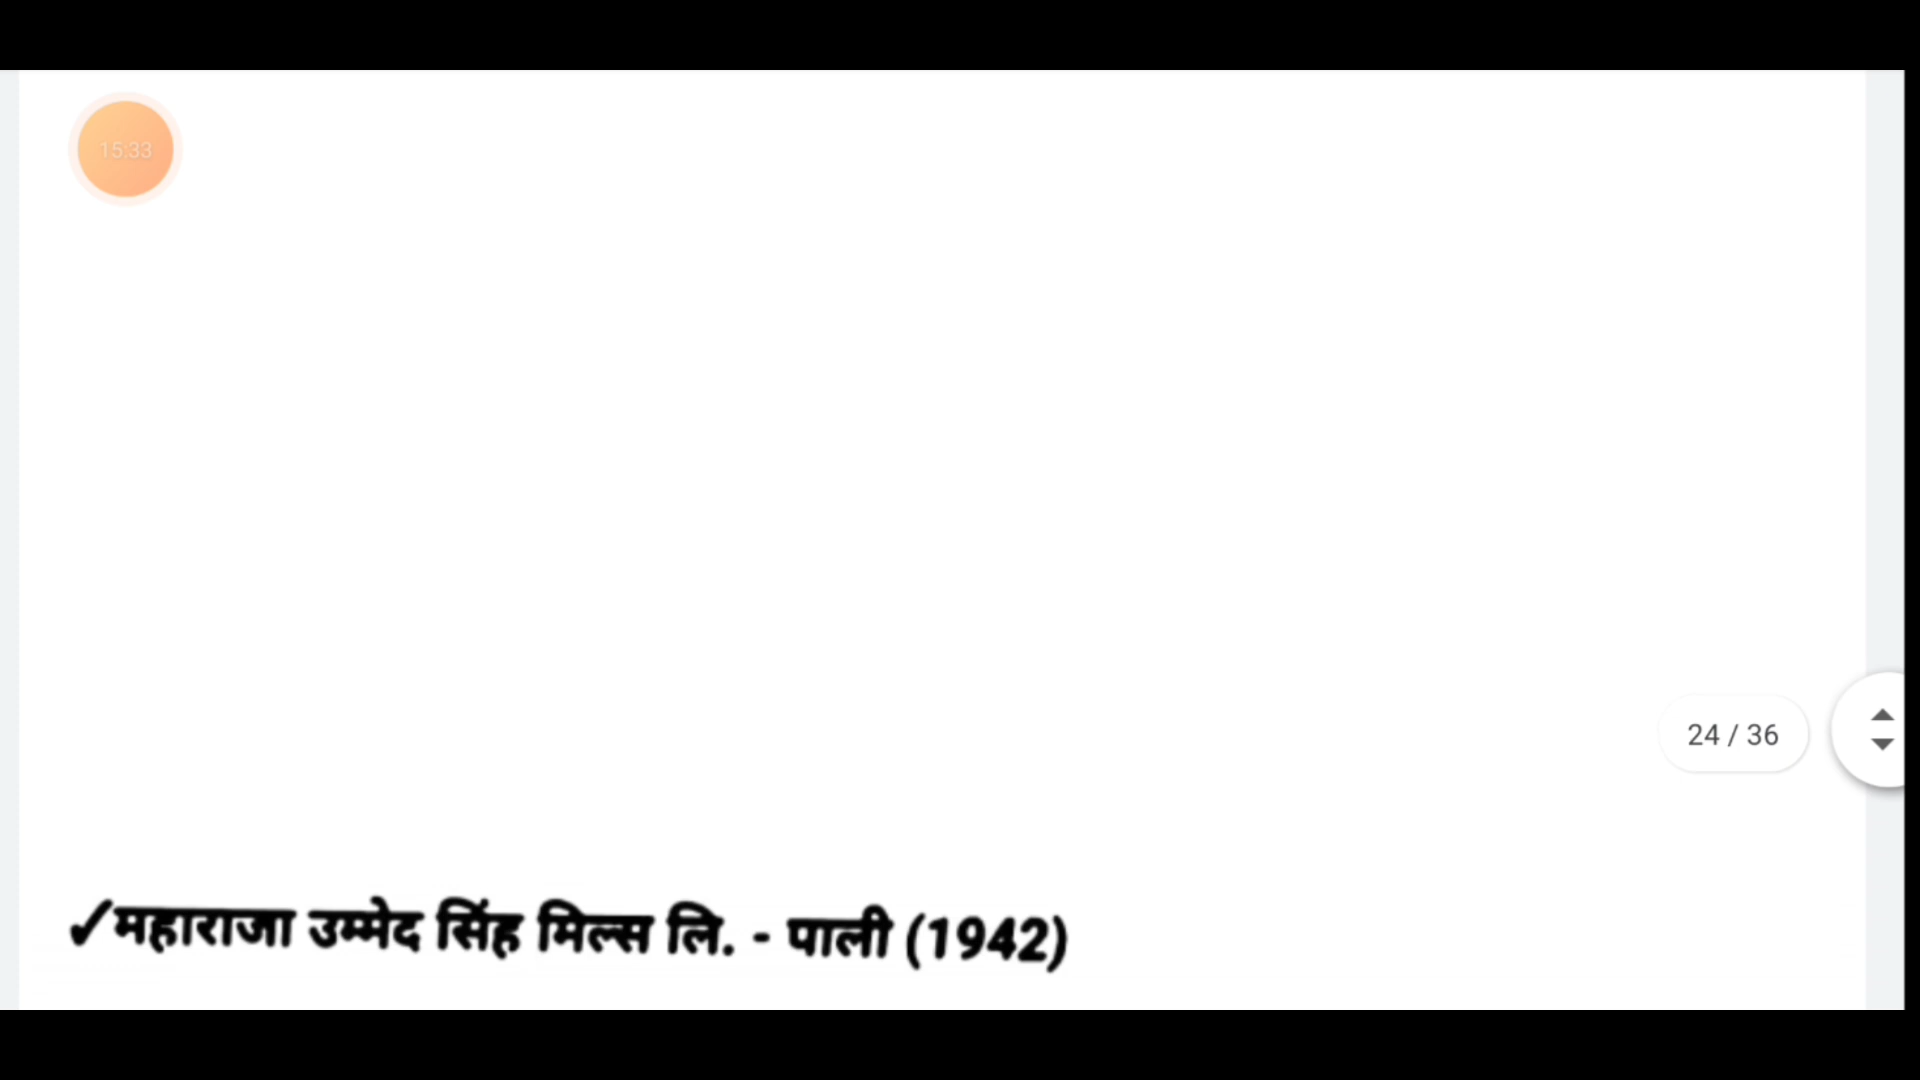 15:33
24 / 36
✓महाराजा उम्मेद सिंह मिल्स लि. - पाली (1942)